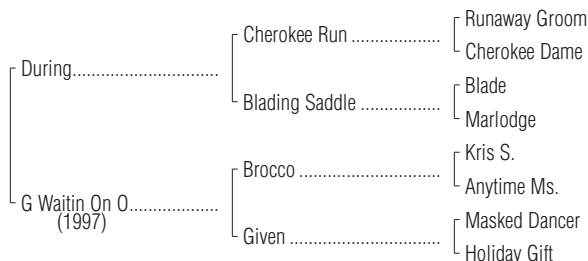 Runaway Groom
Cherokee Run ....................
Cherokee Dame
During.................................
Blade
Blading Saddle ..................
Marlodge
Kris S.
Brocco ................................
Anytime Ms.
G Waitin On O....................
(1997)
Masked Dancer
Given ..................................
Holiday Gift